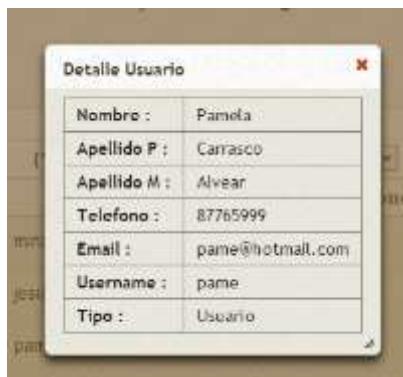 Detalle Usuario
Nombre : Pamela
Apellido P : Carrasco
Apellido M : Alvear
Telefono : 87765999
Email : pame@hotmail.com
Username : pame
Tipo : Usuario